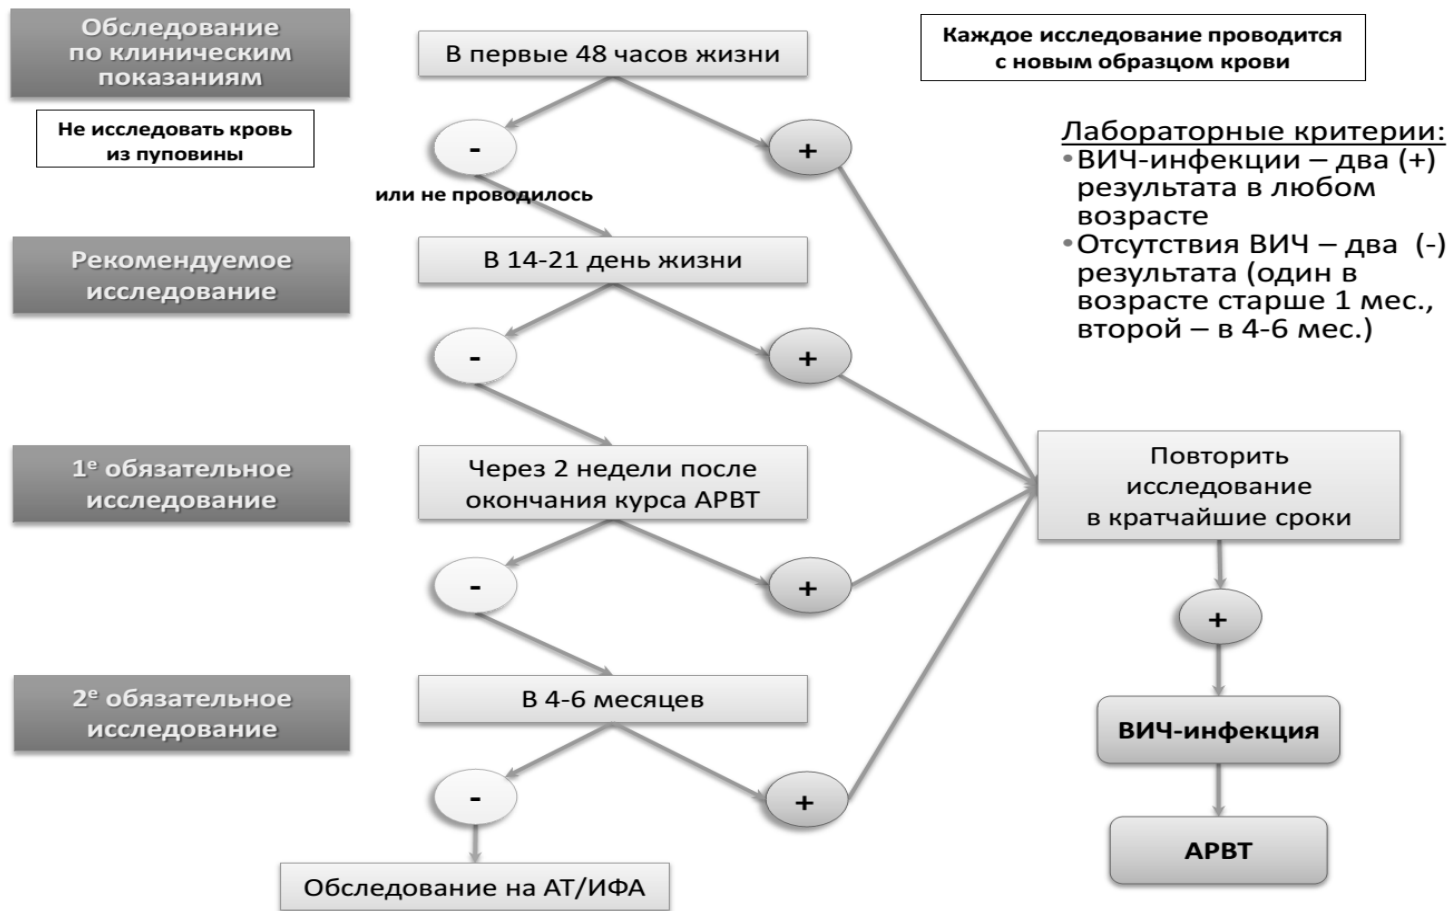 Обследование
по клиническим
показаниям
В первые 48 часов жизни
Каждое исследование проводится
с новым образцом крови
Не исследовать кровь
из пуповины
-
+
или не проводилось
Лабораторные критерии:
•ВИЧ-инфекции – два (+)
результата в любом
возрасте
•Отсутствия ВИЧ – два (-)
результата (один в
возрасте старше 1 мес.,
второй – в 4-6 мес.)
Рекомендуемое
исследование
В 14-21 день жизни
-
+
1е обязательное
исследование
Через 2 недели после
окончания курса АРВТ
Повторить
исследование
в кратчайшие сроки
-
+
+
2е обязательное
исследование
В 4-6 месяцев
ВИЧ-инфекция
-
+
АРВТ
Обследование на АТ/ИФА